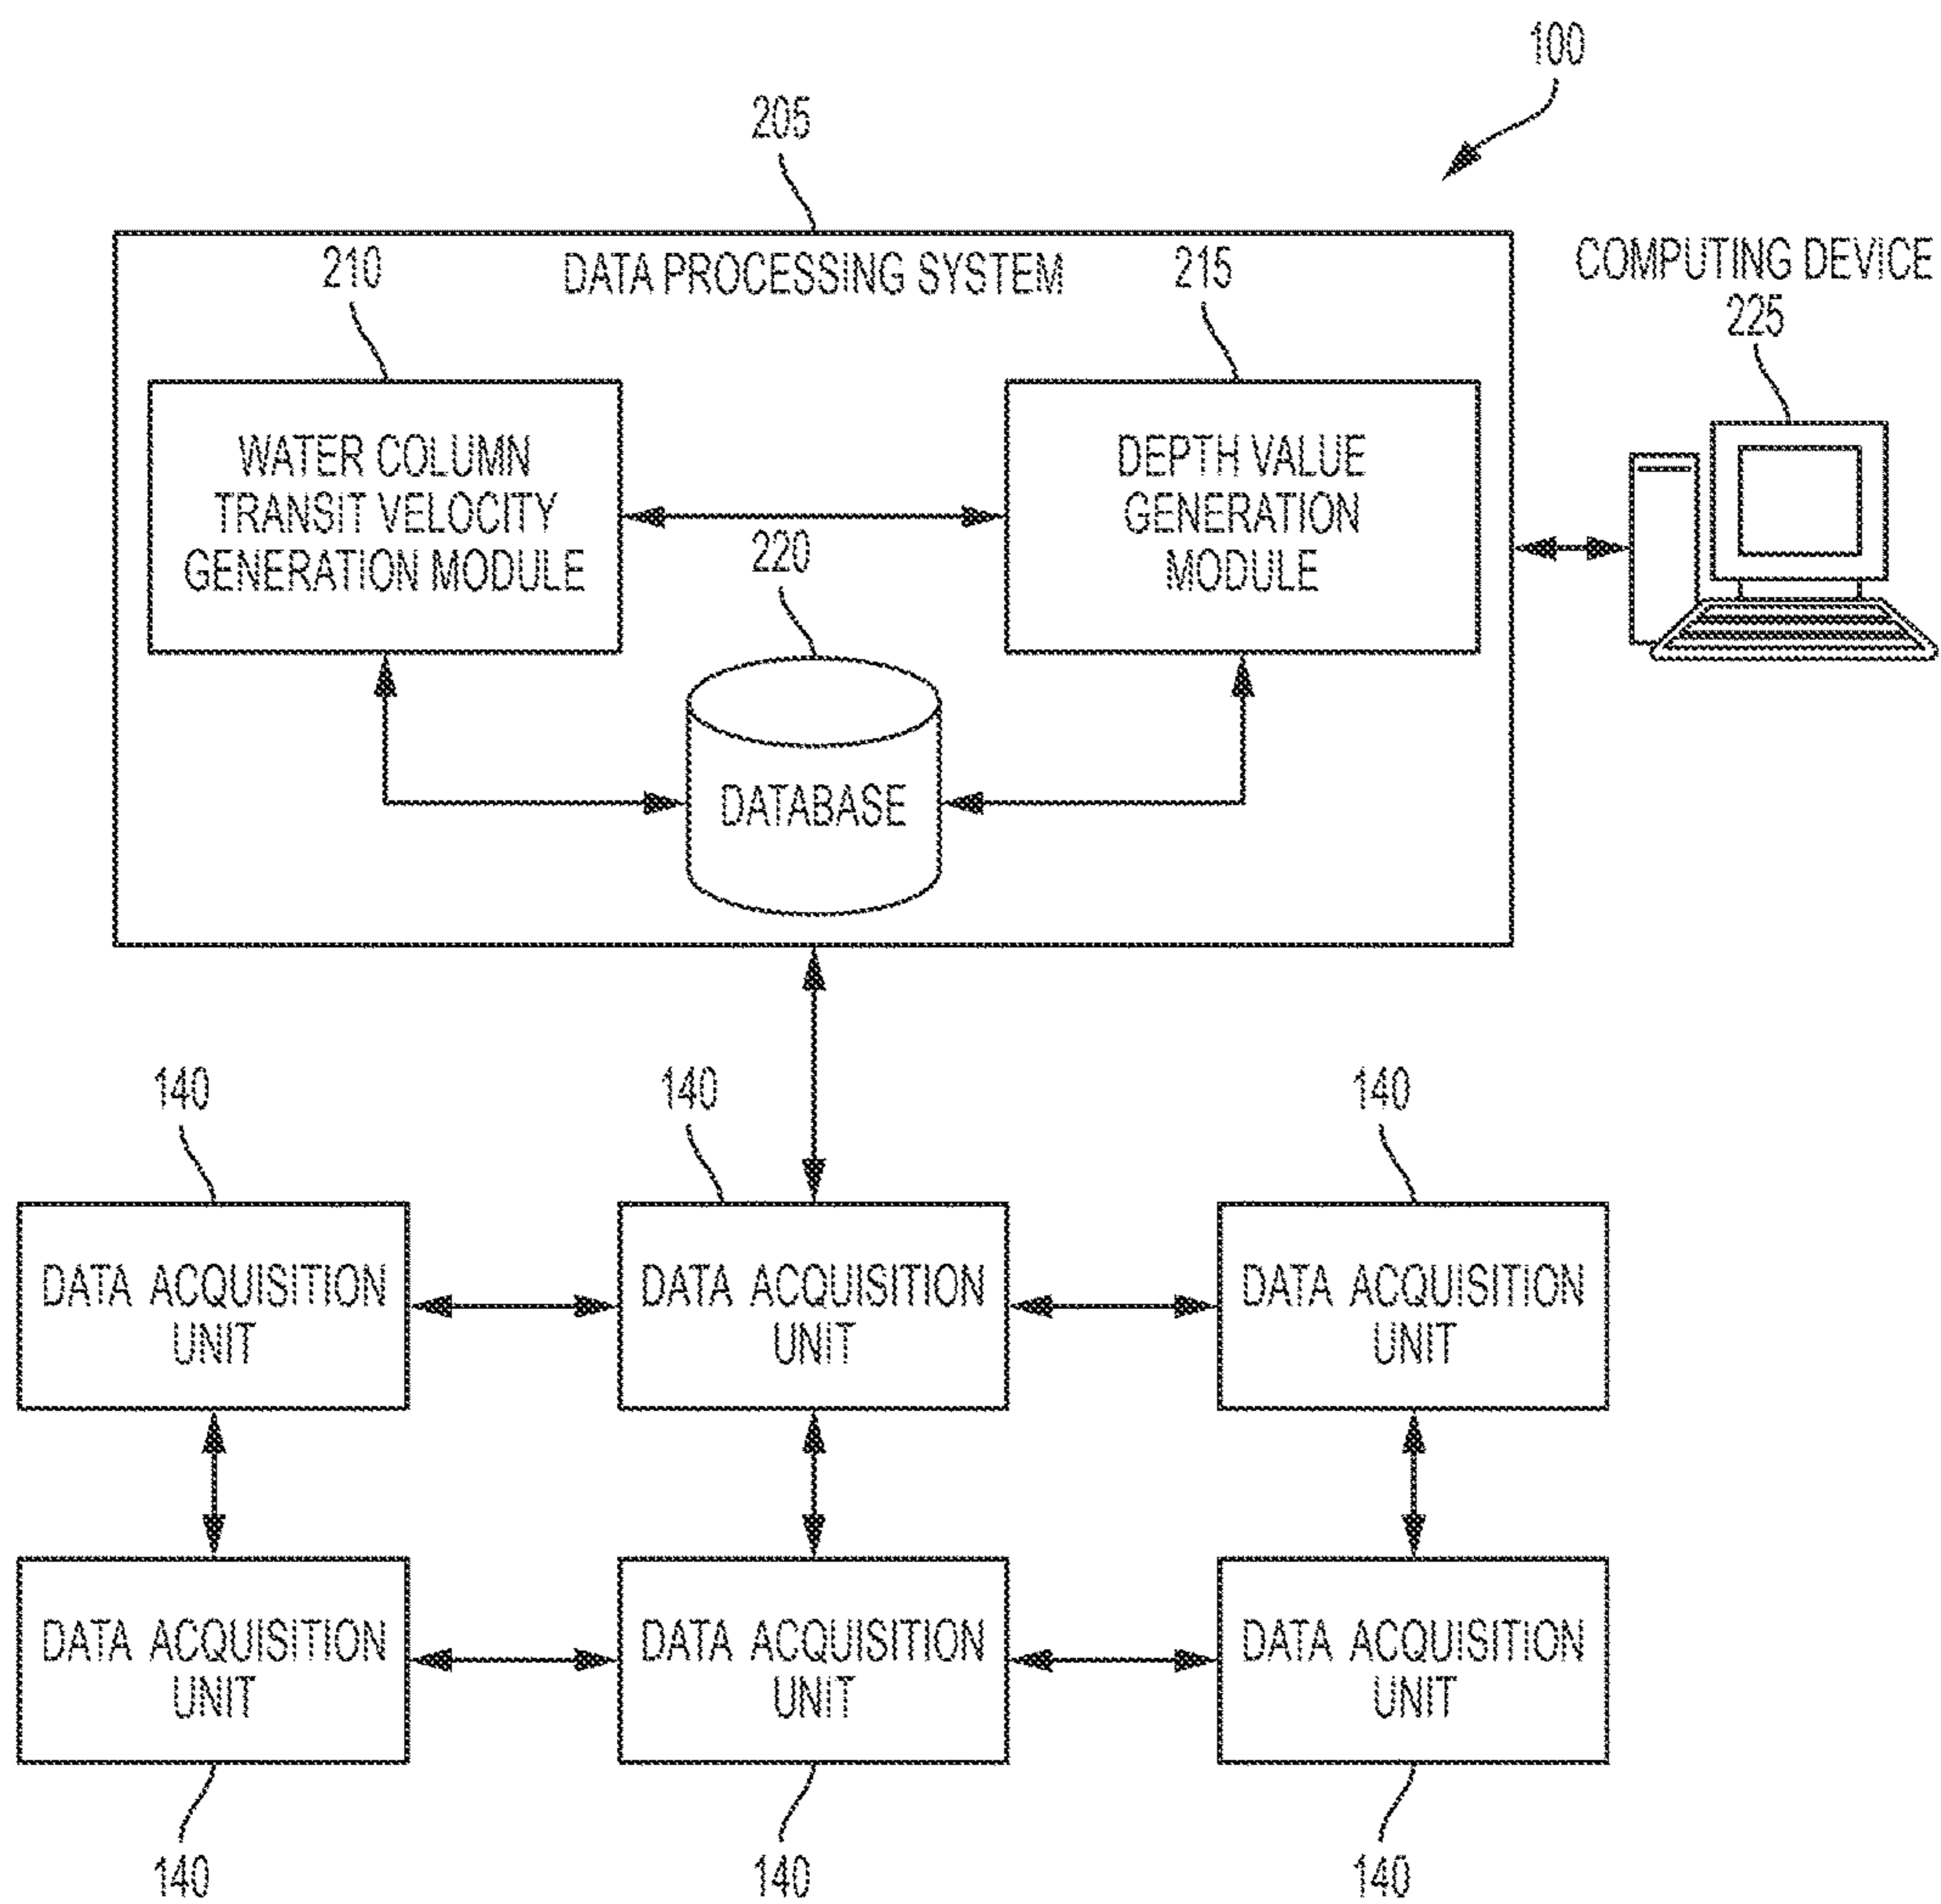 100
205
DATA PROCESSING SYSTEM
210
215
COMPUTING DEVICE
225
WATER COLUMN
TRANSIT VELOCITY
GENERATION MODULE
DEPTH VALUE
GENERATION
MODULE
220
DATABASE
140
140
140
DATA ACQUISITION
UNIT
DATA ACQUISITION
UNIT
DATA ACQUISITION
UNIT
DATA ACQUISITION
UNIT
DATA ACQUISITION
UNIT
DATA ACQUISITION
UNIT
140
140
140